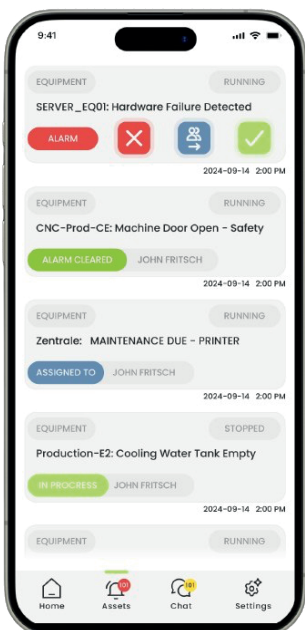 9:41
EQUIPMENT RUNNING
SERVER_EQ01: Hardware Failure Detected
ALARM
2024-09-14 2:00 PM
EQUIPMENT RUNNING
CNC-Prod-CE: Machine Door Open - Safety
ALARM CLEARED JOHN FRITSCH
2024-09-14 2:00 PM
EQUIPMENT RUNNING
Zentrale: MAINTENANCE DUE - PRINTER
ASSIGNED TO JOHN FRITSCH
2024-09-14 2:00 PM
EQUIPMENT STOPPED
Production-E2: Cooling Water Tank Empty
IN PROGRESS JOHN FRITSCH
2024-09-14 2:00 PM
EQUIPMENT RUNNING
101 101
Home Assets Chat Settings